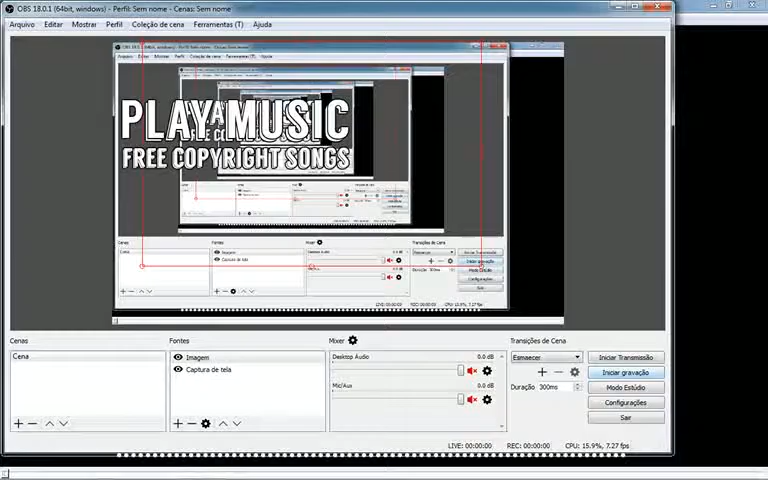 OBS 18.0.1 (64bit, windows) - Perfil: Sem nome - Cenas: Sem nome
Arquivo Editar Mostrar Perfil Coleção de cena Ferramentas (T) Ajuda
PLAY MUSIC
FREE COPYRIGHT SONGS
Cenas Fontes Mixer Transições de Cena
Cena
Imagem
Captura de tela
Desktop Audio 0.0 dB
Mic/Aux 0.0 dB
Esmaecer
Duração 300ms
Iniciar Transmissão
Iniciar gravação
Modo Estúdio
Configurações
Sair
LIVE: 00:00:00 REC: 00:00:00 CPU: 15.9%, 7.27 fps